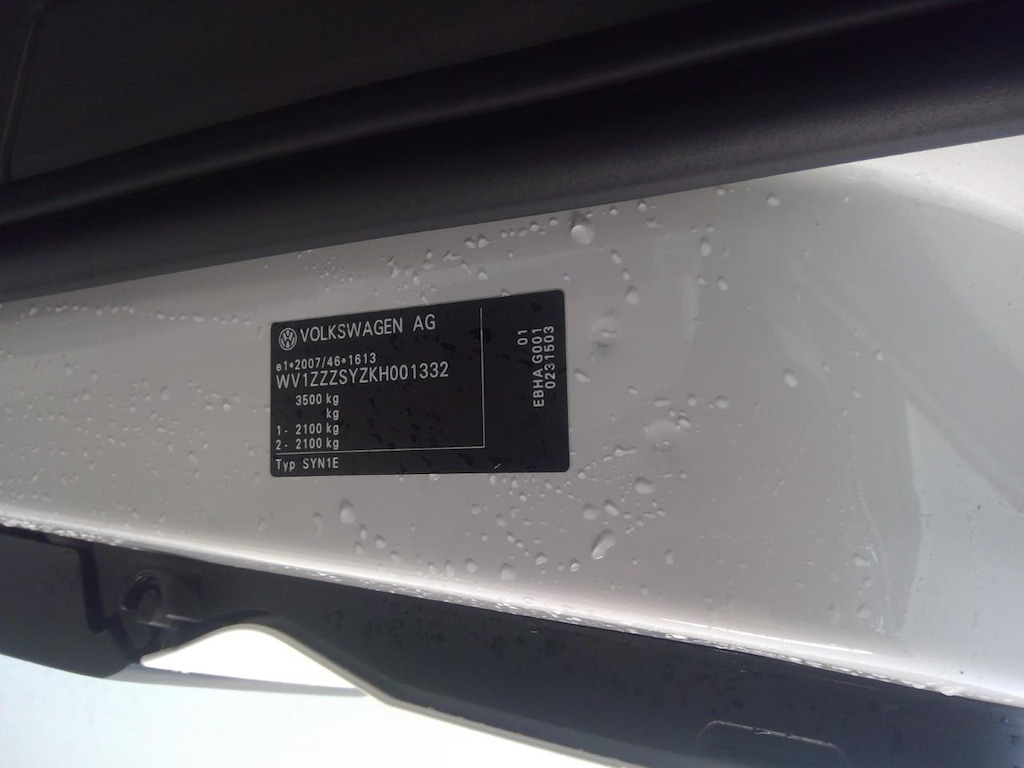 VOLKSWAGEN AG
e1*2007/46*1613
WV1ZZZSYZKH001332
3500 kg
kg
1- 2100 kg
2- 2100 kg
Typ SYN1E
01
EBHA G001
0231503